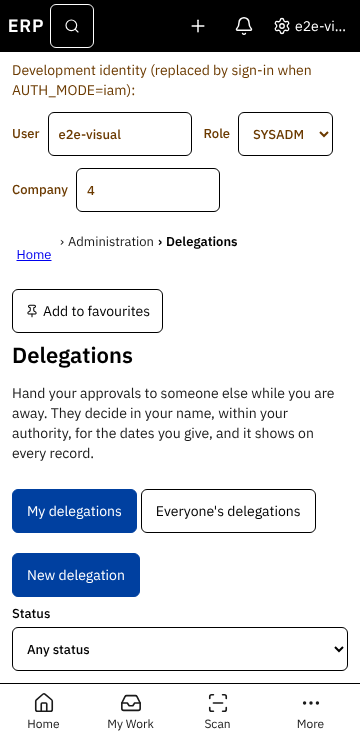 ERP e2e-vi...
Development identity (replaced by sign-in when
AUTH_MODE=iam):
User e2e-visual Role SYSADM
Company 4
Home › Administration › Delegations
Add to favourites
Delegations
Hand your approvals to someone else while you are
away. They decide in your name, within your
authority, for the dates you give, and it shows on
every record.
My delegations Everyone's delegations
New delegation
Status
Any status
Home My Work Scan More